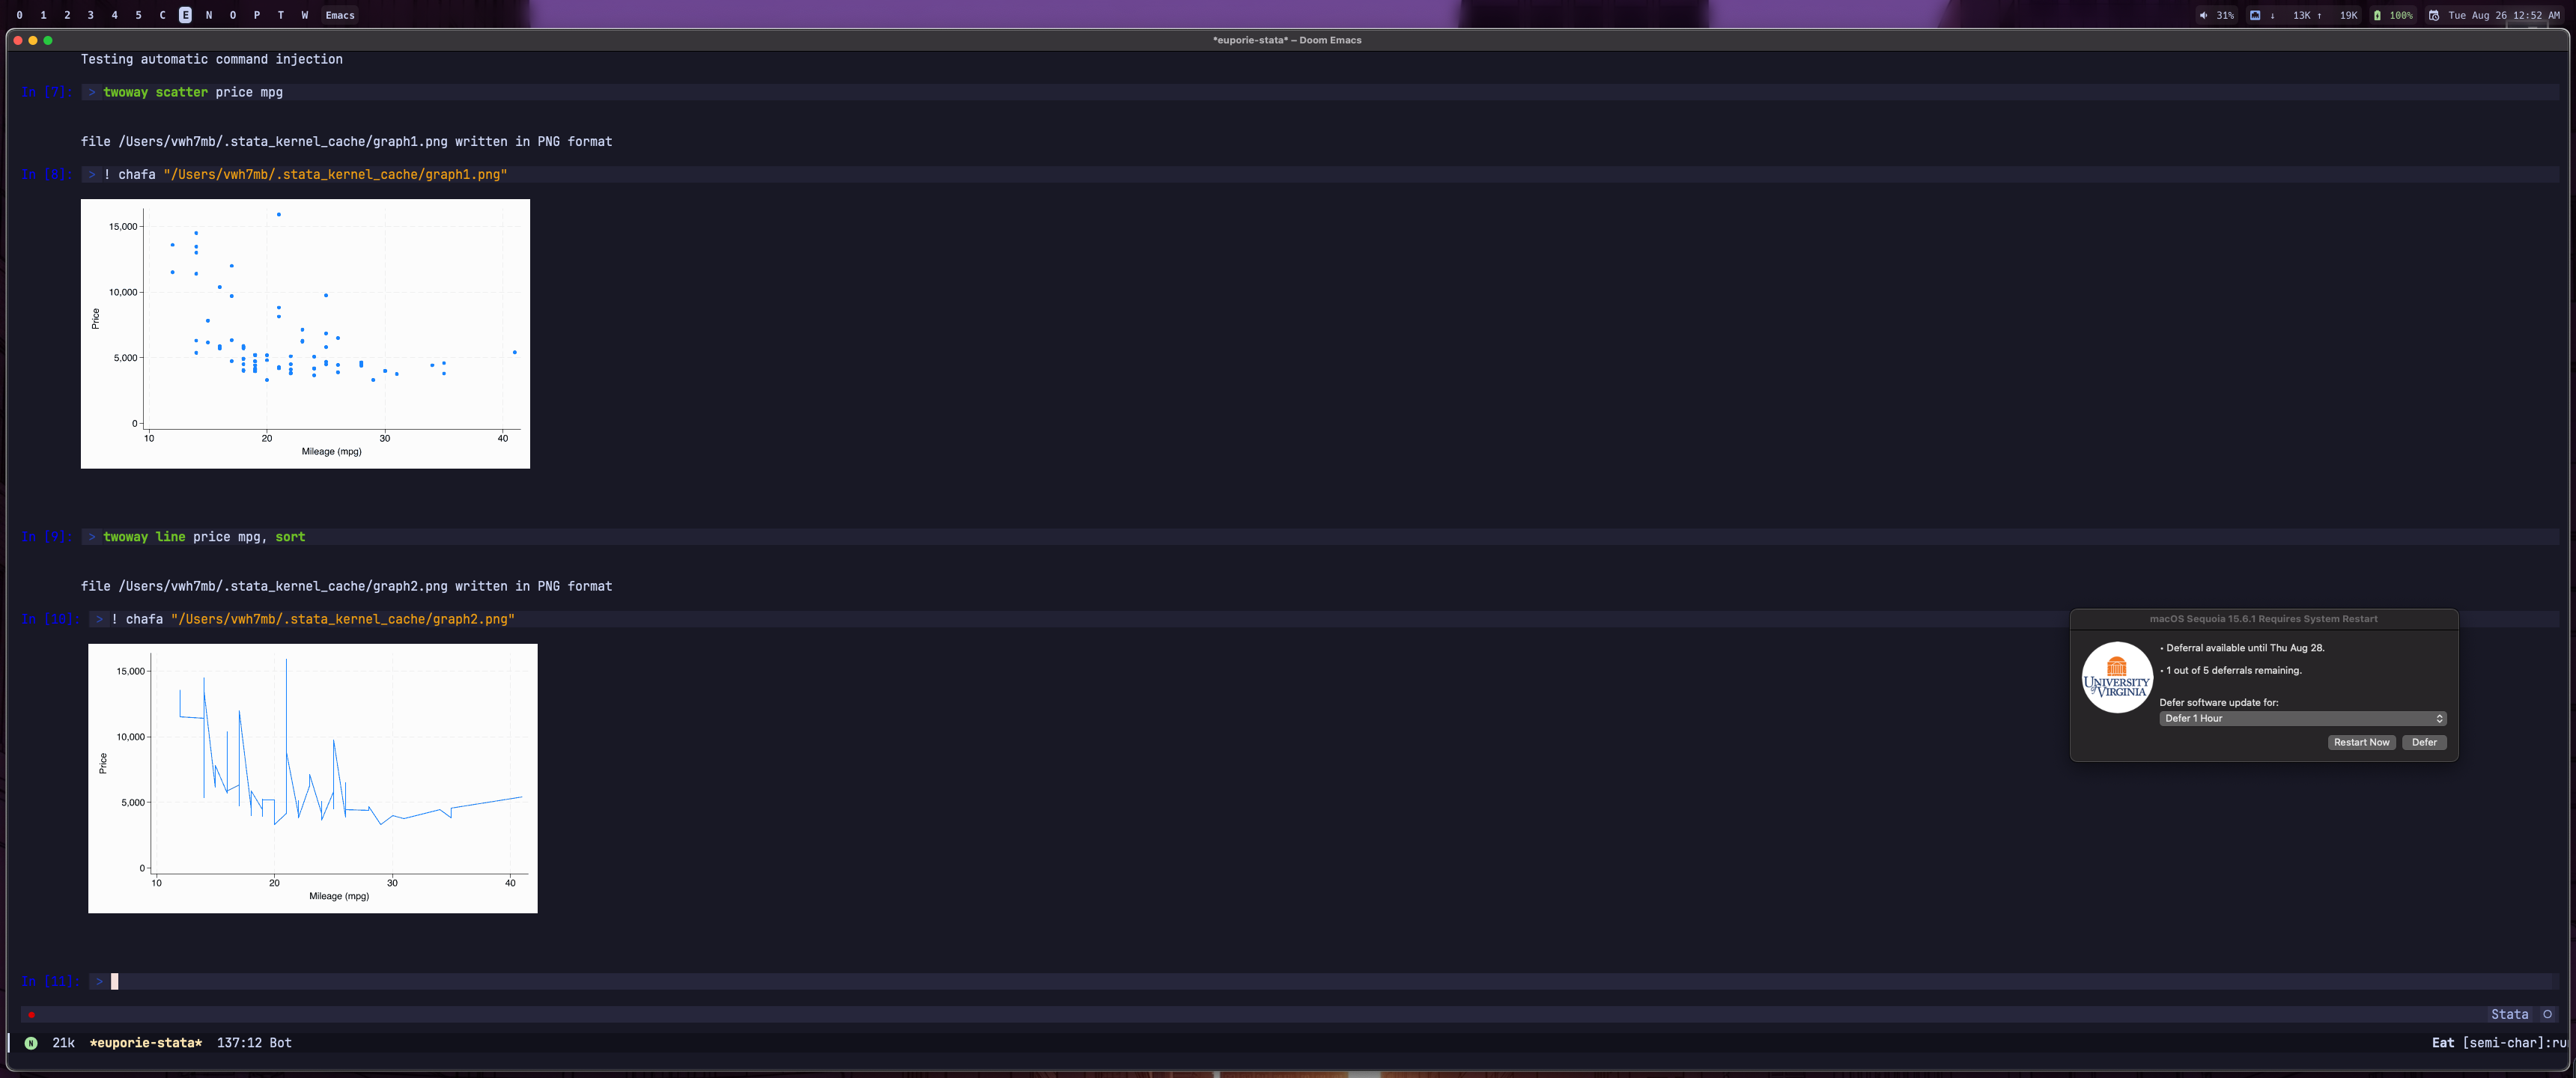 0 1 2 3 4 5 C E N O P T W Emacs
31% ↓ 13K ↑ 19K 100% Tue Aug 26 12:52 AM
*euporie-stata* – Doom Emacs
Testing automatic command injection
In [7]: > twoway scatter price mpg
file /Users/vwh7mb/.stata_kernel_cache/graph1.png written in PNG format
In [8]: > ! chafa "/Users/vwh7mb/.stata_kernel_cache/graph1.png"
15,000
10,000
Price
5,000
0
10 20 30 40
Mileage (mpg)
In [9]: > twoway line price mpg, sort
file /Users/vwh7mb/.stata_kernel_cache/graph2.png written in PNG format
In [10]: > ! chafa "/Users/vwh7mb/.stata_kernel_cache/graph2.png"
15,000
10,000
Price
5,000
0
10 20 30 40
Mileage (mpg)
macOS Sequoia 15.6.1 Requires System Restart
• Deferral available until Thu Aug 28.
• 1 out of 5 deferrals remaining.
UNIVERSITY
of VIRGINIA
Defer software update for:
Defer 1 Hour
Restart Now Defer
In [11]: >
Stata
N 21k *euporie-stata* 137:12 Bot
Eat [semi-char]:ru